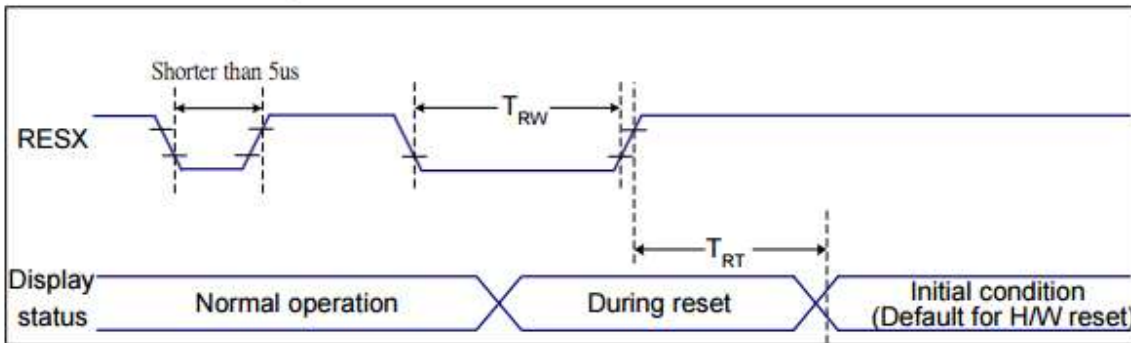 Shorter than 5us
RESX
TRW
TRT
Display
status
Normal operation
During reset
Initial condition
(Default for H/W reset)